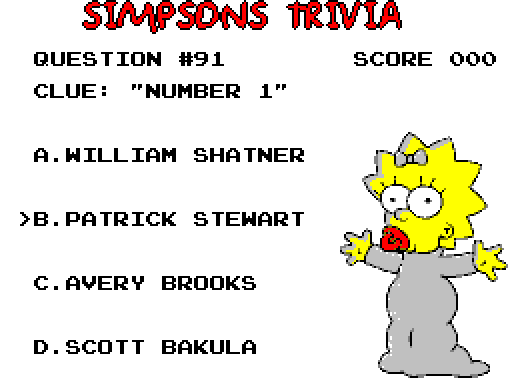 SIMPSONS TRIVIA
QUESTION #91 SCORE 000
CLUE: "NUMBER 1"
A.WILLIAM SHATNER
>B.PATRICK STEWART
C.AVERY BROOKS
D.SCOTT BAKULA